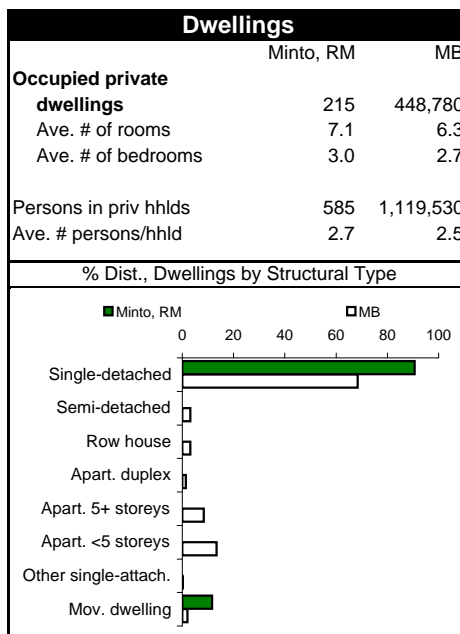 Dwellings
Minto, RM MB
Occupied private
dwellings 215 448,780
Ave. # of rooms 7.1 6.3
Ave. # of bedrooms 3.0 2.7
Persons in priv hhlds 585 1,119,530
Ave. # persons/hhld 2.7 2.5
% Dist., Dwellings by Structural Type
Minto, RM MB
0 20 40 60 80 100
Single-detached
Semi-detached
Row house
Apart. duplex
Apart. 5+ storeys
Apart. <5 storeys
Other single-attach.
Mov. dwelling